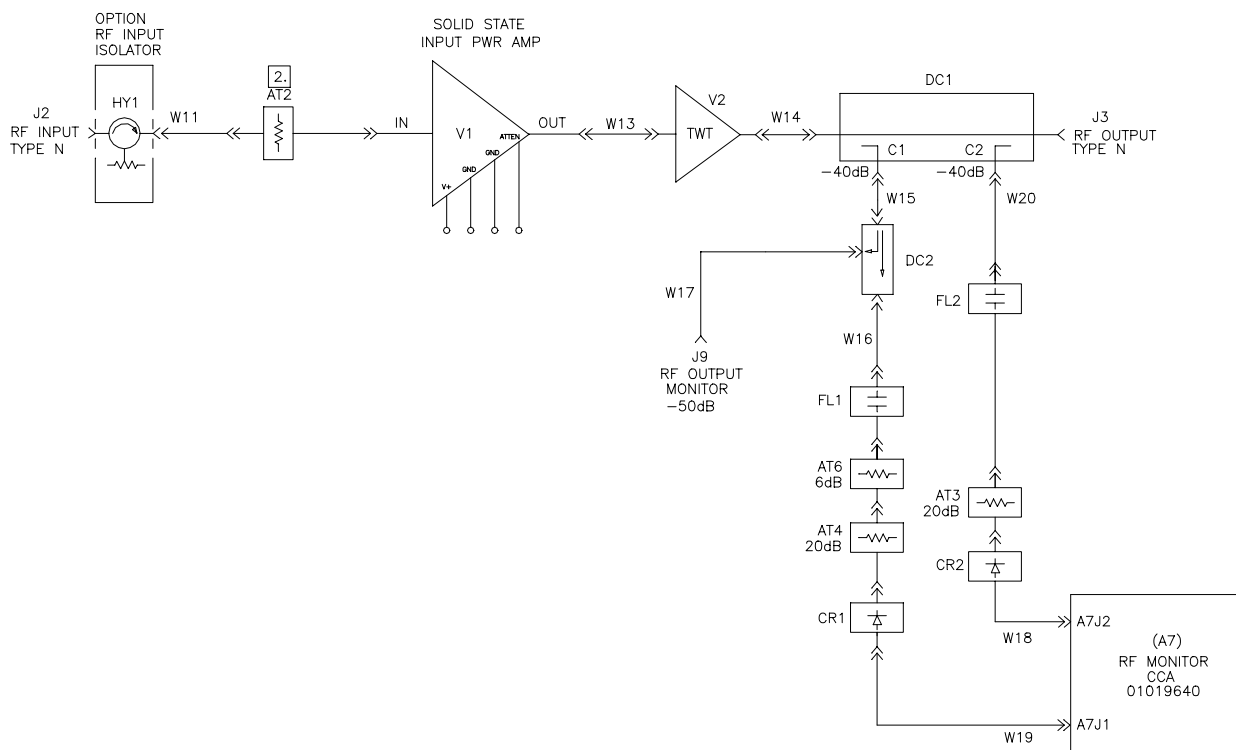 OPTION
RF INPUT
ISOLATOR
SOLID STATE
INPUT PWR AMP
2.
AT2
DC1
J2
RF INPUT
TYPE N
HY1
W11
IN
V1
ATTEN
GND
GND
V+
OUT
W13
V2
TWT
W14
J3
RF OUTPUT
TYPE N
C1
C2
-40dB
-40dB
W15
W20
DC2
W17
FL2
W16
J9
RF OUTPUT
MONITOR
-50dB
FL1
AT6
6dB
AT3
20dB
AT4
20dB
CR2
CR1
W18
A7J2
(A7)
RF MONITOR
CCA
01019640
A7J1
W19